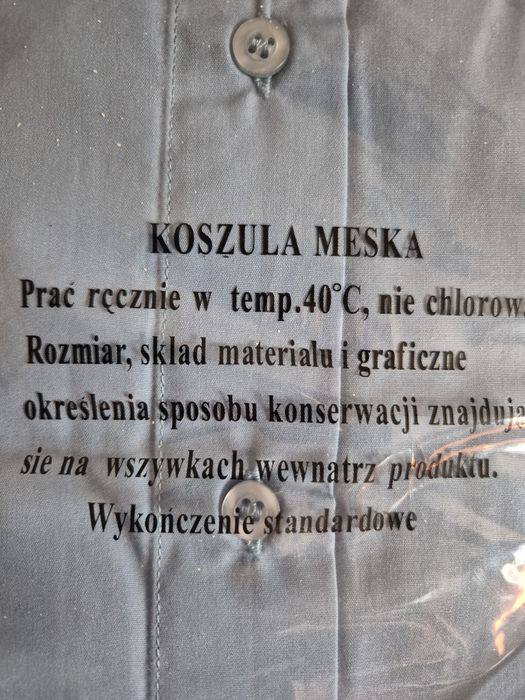 KOSZULA MESKA
Prać ręcznie w temp.40°C, nie chlorow
Rozmiar, skład materiału i graficzne
określenia sposobu konserwacji znajdują
sie na wszywkach wewnatrz produktu.
Wykończenie standardowe